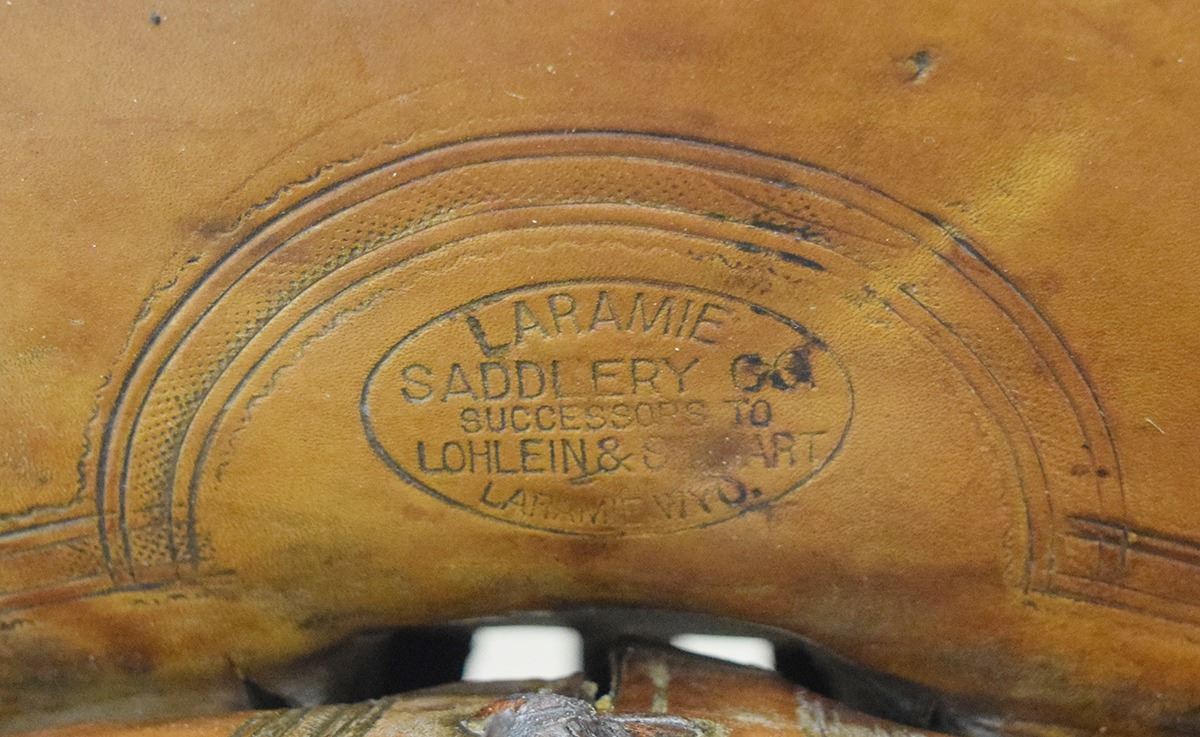 LARAMIE
SADDLERY CO.
SUCCESSORS TO
LOHLEIN &
LARAMIE WYO.